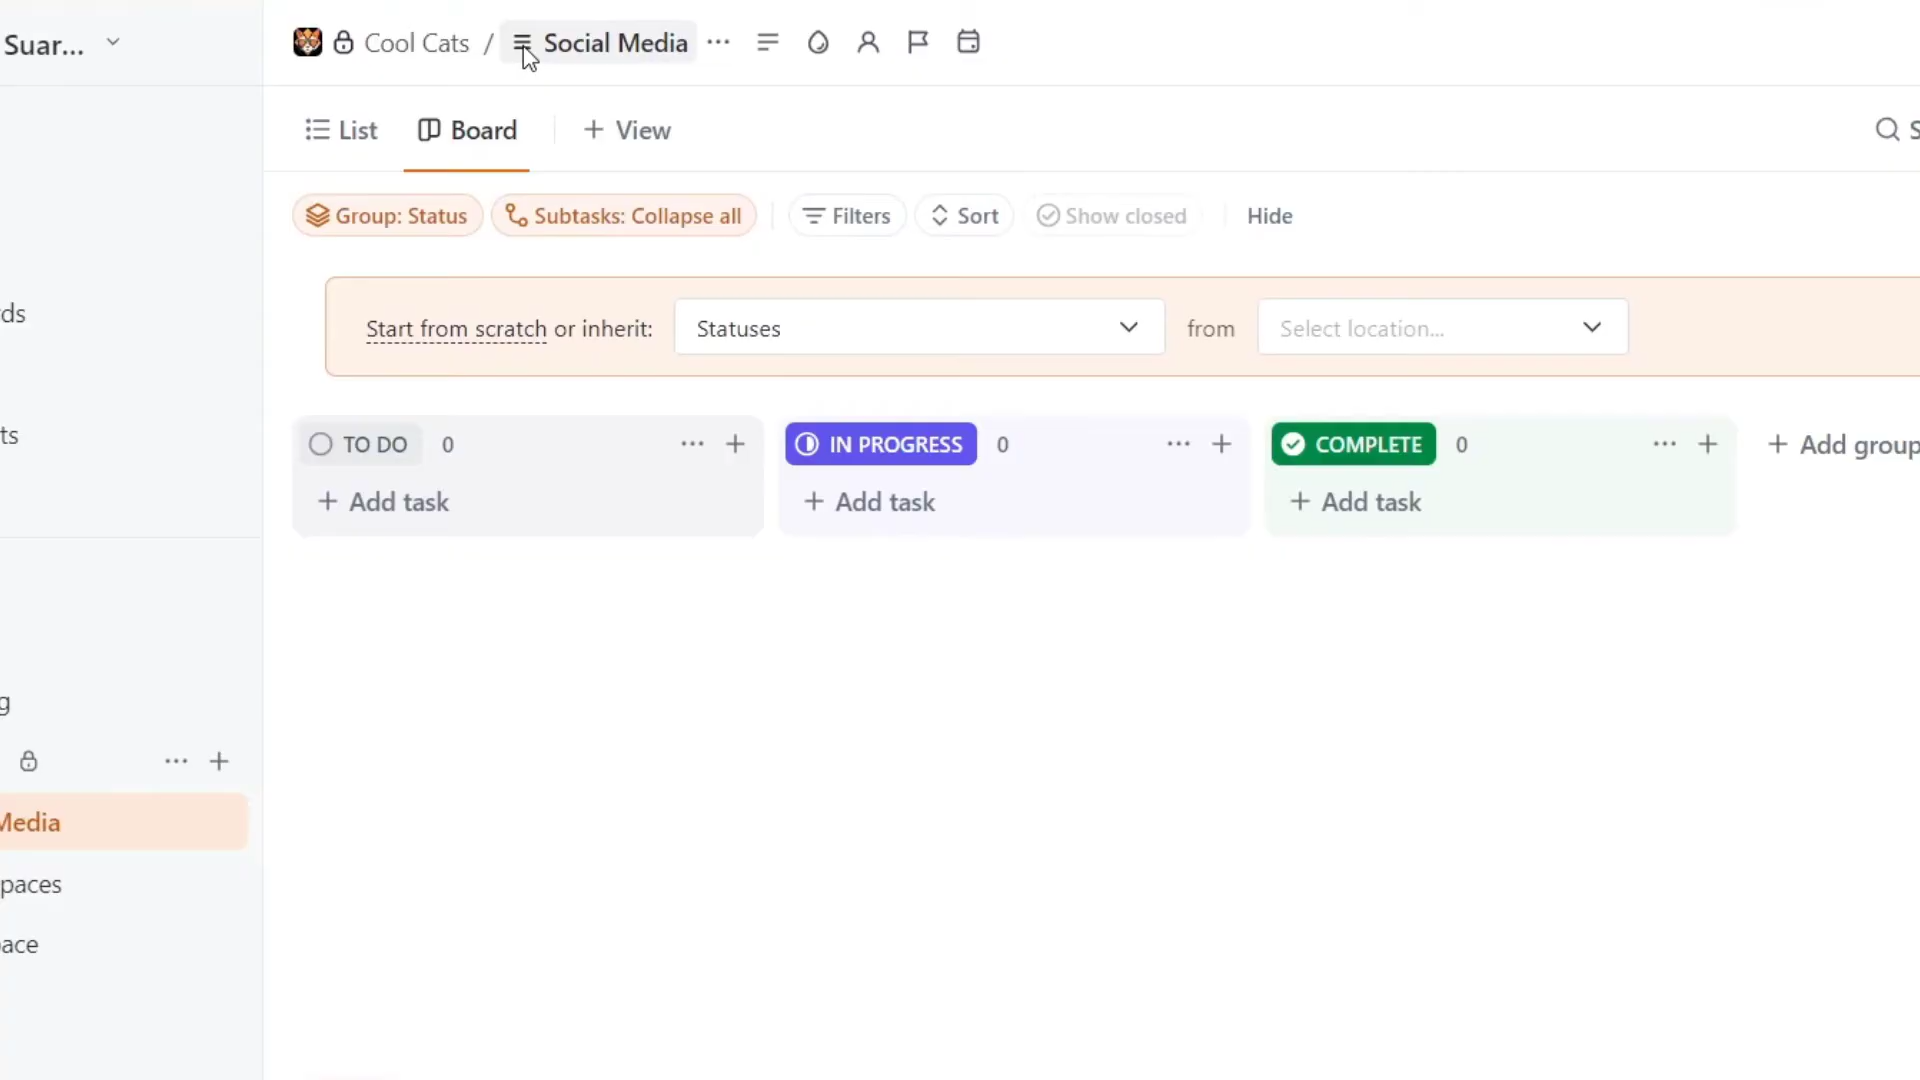 Suar...
Cool Cats / Social Media
List
Board
View
S
Group: Status
Subtasks: Collapse all
Filters
Sort
Show closed
Hide
Start from scratch or inherit:
Statuses
from
Select location...
TO DO 0
Add task
IN PROGRESS 0
Add task
COMPLETE 0
Add task
Add group
ds
ts
g
Media
paces
ace